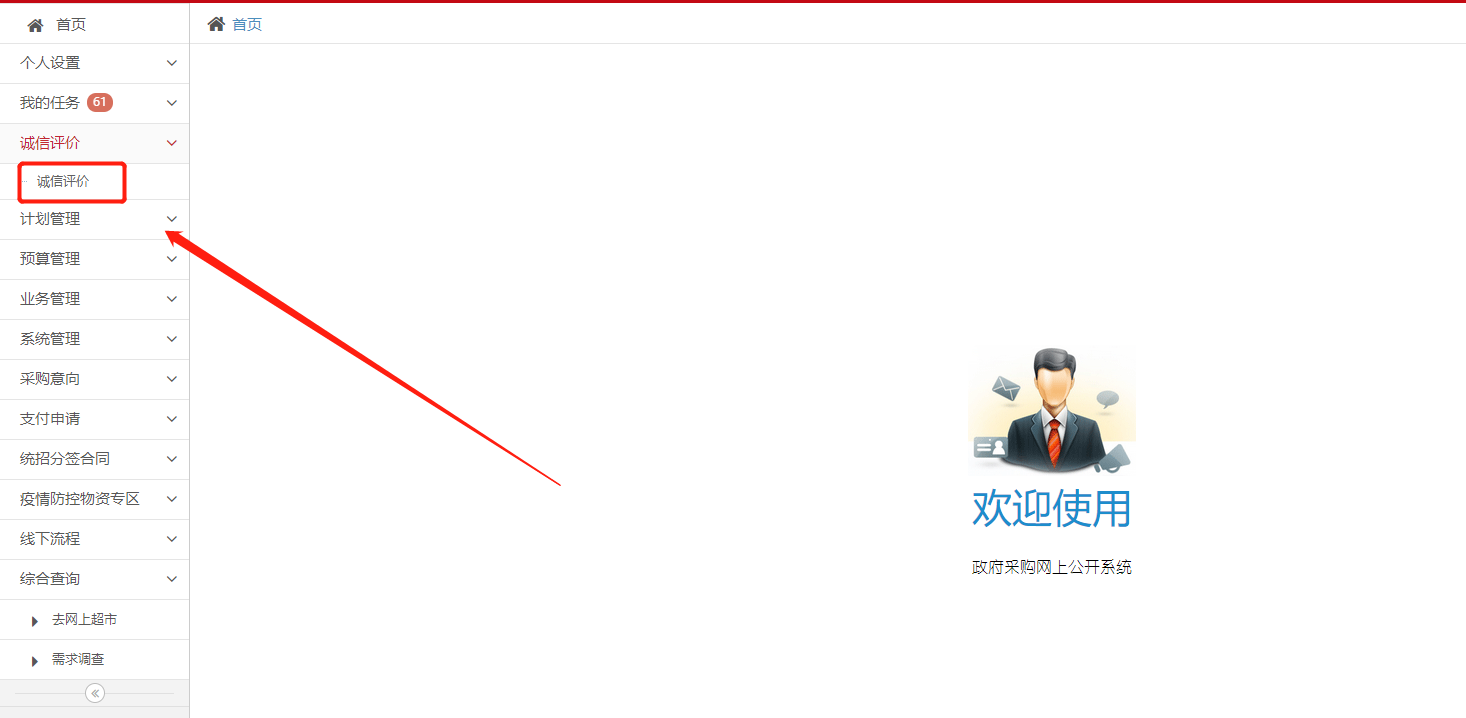 首页
首页
个人设置
我的任务 61
诚信评价
诚信评价
计划管理
预算管理
业务管理
系统管理
采购意向
支付申请
统招分签合同
疫情防控物资专区
线下流程
综合查询
去网上超市
需求调查
欢迎使用
政府采购网上公开系统